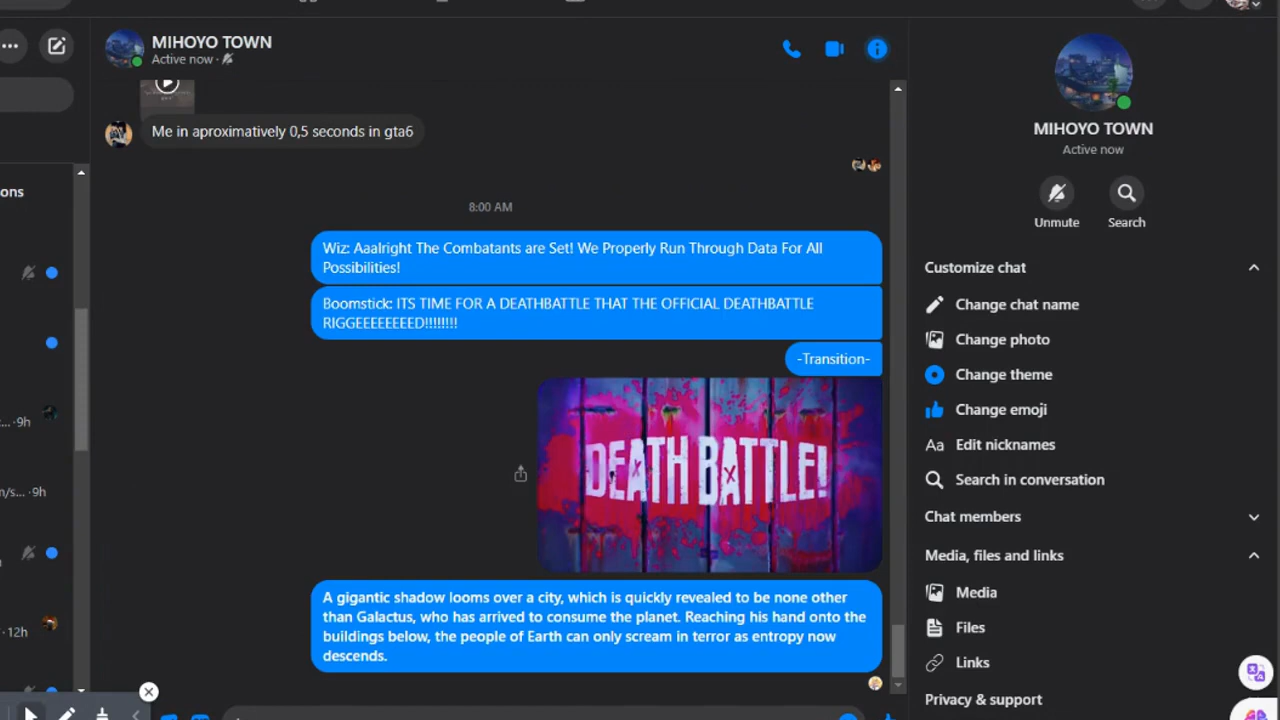 MIHOYO TOWN
Active now ·
ons
... ·9h
m/s... ·9h
· 12h
Me in aproximatively 0,5 seconds in gta6
8:00 AM
Wiz: Aaalright The Combatants are Set! We Properly Run Through Data For All
Possibilities!
Boomstick: ITS TIME FOR A DEATHBATTLE THAT THE OFFICIAL DEATHBATTLE
RIGGEEEEEEED!!!!!!!!
-Transition-
DEATH BATTLE!
A gigantic shadow looms over a city, which is quickly revealed to be none other
than Galactus, who has arrived to consume the planet. Reaching his hand onto the
buildings below, the people of Earth can only scream in terror as entropy now
descends.
MIHOYO TOWN
Active now
Unmute
Search
Customize chat
Change chat name
Change photo
Change theme
Change emoji
Aa Edit nicknames
Search in conversation
Chat members
Media, files and links
Media
Files
Links
Privacy & support